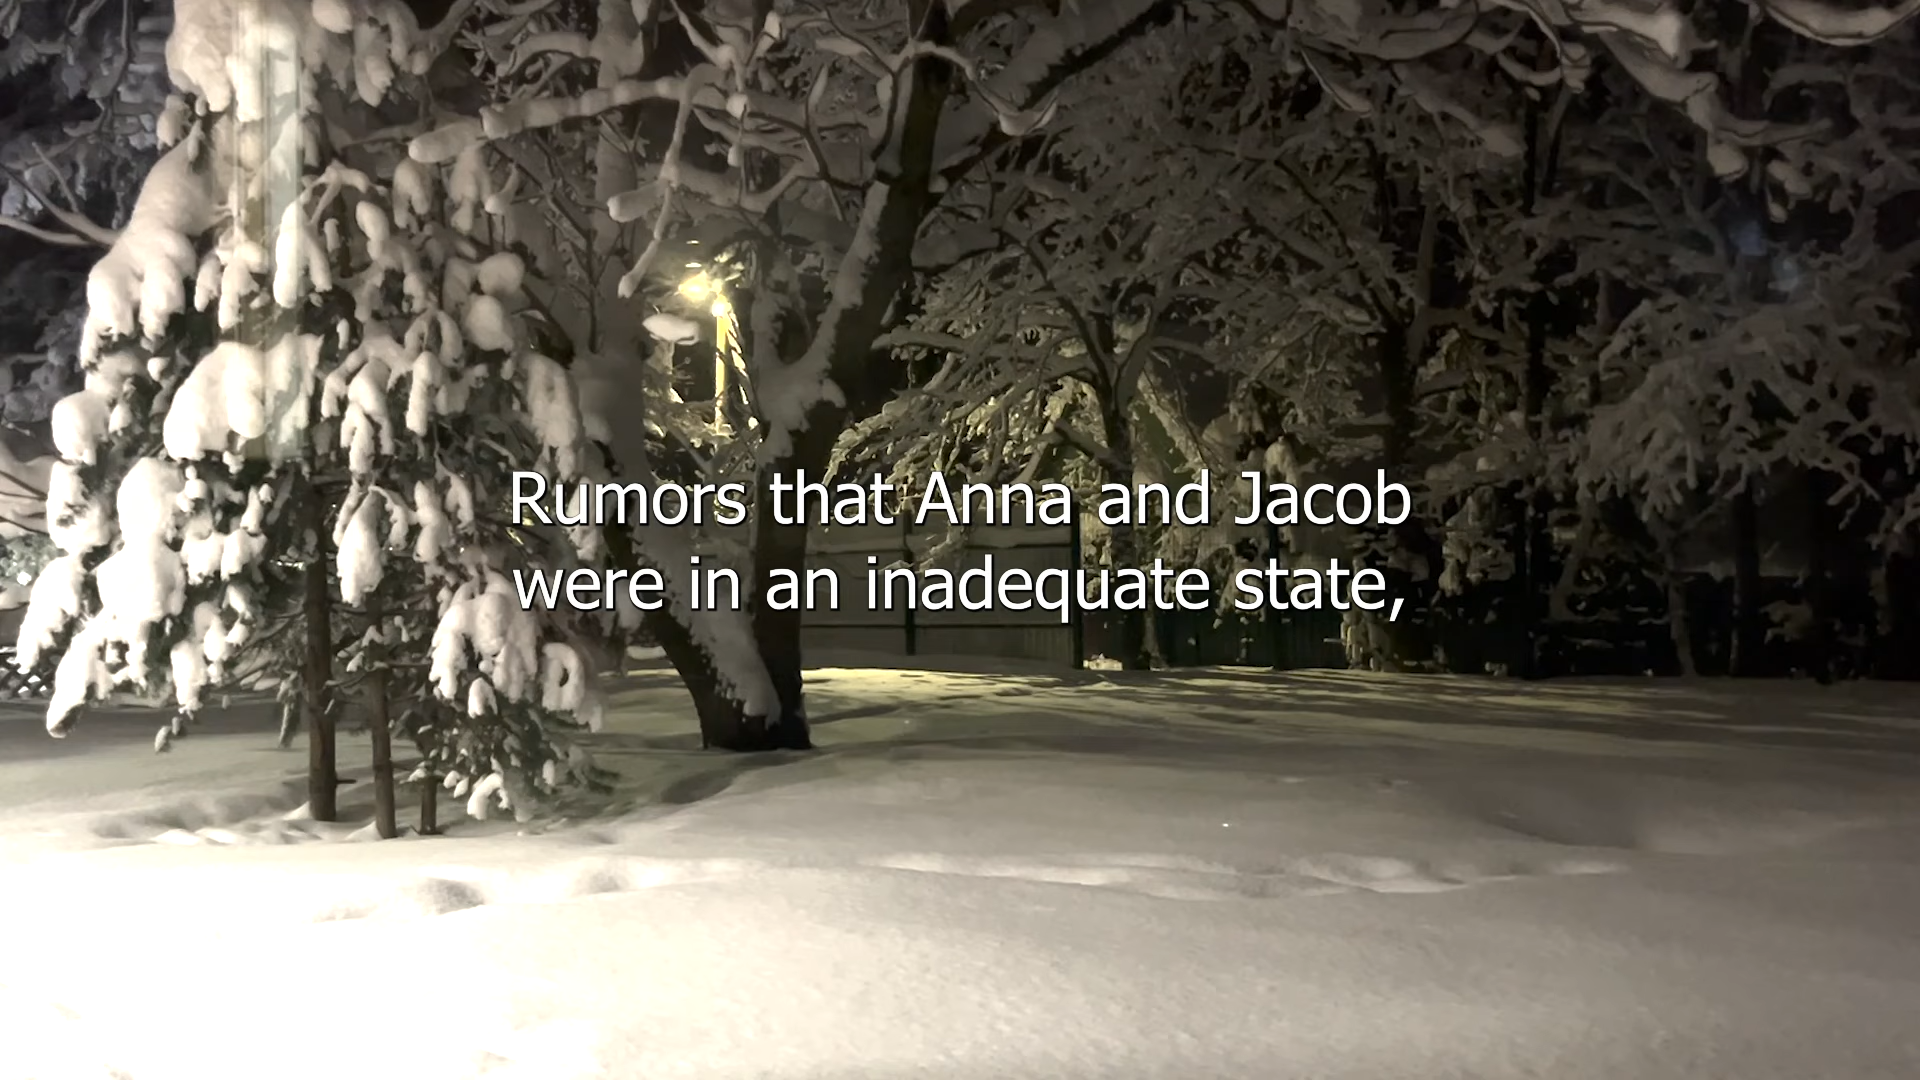 Rumors that Anna and Jacob
were in an inadequate state,